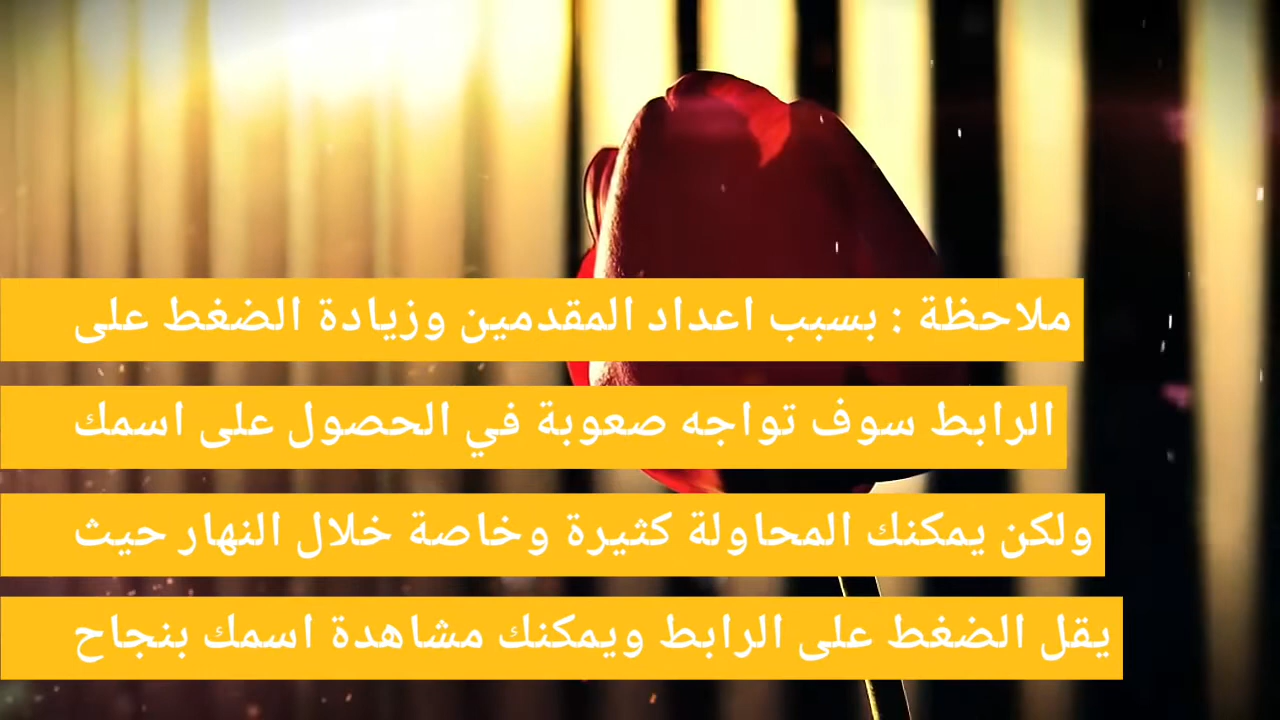 ملاحظة : بسبب اعداد المقدمين وزيادة الضغط على
الرابط سوف تواجه صعوبة في الحصول على اسمك
ولكن يمكنك المحاولة كثيرة وخاصة خلال النهار حيث
يقل الضغط على الرابط ويمكنك مشاهدة اسمك بنجاح